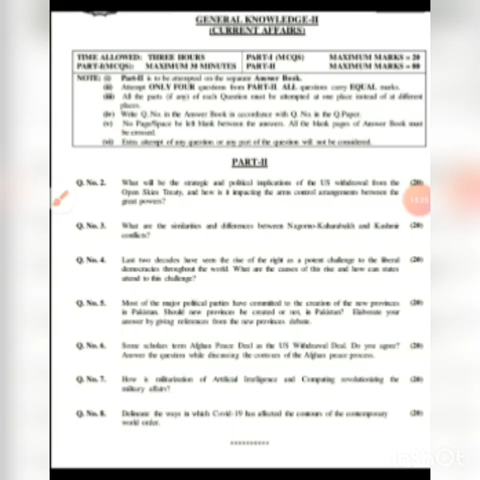 GENERAL KNOWLEDGE-II
(CURRENT AFFAIRS)
TIME ALLOWED: THREE HOURS PART-I (MCQS) MAXIMUM MARKS = 20
PART-I(MCQS): MAXIMUM 30 MINUTES PART-II MAXIMUM MARKS = 80
NOTE: (i) Part-II is to be attempted on the separate Answer Book.
(ii) Attempt ONLY FOUR questions from PART-II. ALL questions carry EQUAL marks.
(iii) All the parts (if any) of each Question must be attempted at one place instead of at different
places.
(iv) Write Q. No. in the Answer Book in accordance with Q. No. in the Q.Paper.
(v) No Page/Space be left blank between the answers. All the blank pages of Answer Book must
be crossed.
(vi) Extra attempt of any question or any part of the question will not be considered.
PART-II
Q. No. 2. What will be the strategic and political implications of the US withdrawal from the (20)
Open Skies Treaty, and how is it impacting the arms control arrangements between the
great powers?
Q. No. 3. What are the similarities and differences between Nagorno-Kabarabakh and Kashmir (20)
conflicts?
Q. No. 4. Last two decades have seen the rise of the right as a potent challenge to the liberal (20)
democracies throughout the world. What are the causes of this rise and how can states
attend to this challenge?
Q. No. 5. Most of the major political parties have committed to the creation of the new provinces (20)
in Pakistan. Should new provinces be created or not, in Pakistan? Elaborate your
answer by giving references from the new provinces debate.
Q. No. 6. Some scholars term Afghan Peace Deal as the US Withdrawal Deal. Do you agree? (20)
Answer the question while discussing the contours of the Afghan peace process.
Q. No. 7. How is militarization of Artificial Intelligence and Computing revolutionizing the (20)
military affairs?
Q. No. 8. Delineate the ways in which Covid-19 has affected the contours of the contemporary (20)
world order.
**********